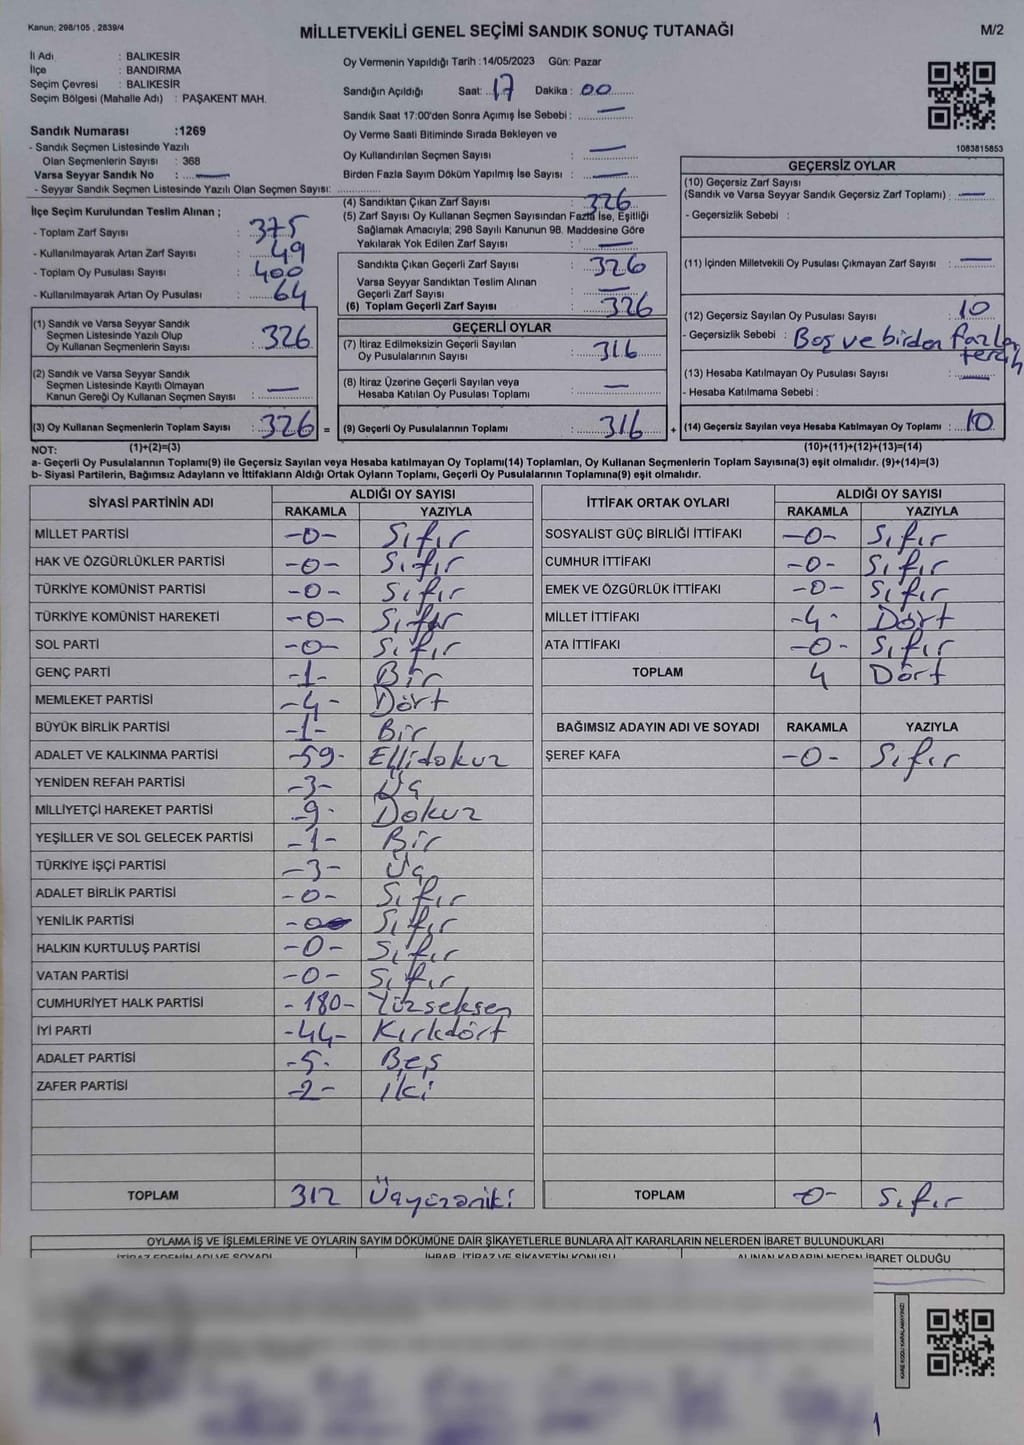 Kanun; 298/105 , 2839/4
MİLLETVEKİLİ GENEL SEÇİMİ SANDIK SONUÇ TUTANAĞI
M/2
İl Adı : BALIKESİR
İlçe : BANDIRMA
Seçim Çevresi : BALIKESİR
Seçim Bölgesi (Mahalle Adı) : PAŞAKENT MAH.
Sandık Numarası :1269
- Sandık Seçmen Listesinde Yazılı
Olan Seçmenlerin Sayısı : 368
Varsa Seyyar Sandık No : —
- Seyyar Sandık Seçmen Listesinde Yazılı Olan Seçmen Sayısı:
Oy Vermenin Yapıldığı Tarih :14/05/2023 Gün: Pazar
Sandığın Açıldığı Saat: 17 Dakika : 00
Sandık Saat 17:00'den Sonra Açımış İse Sebebi : —
Oy Verme Saati Bitiminde Sırada Bekleyen ve
Oy Kullandırılan Seçmen Sayısı : —
Birden Fazla Sayım Döküm Yapılmış İse Sayısı : —
1083815853
İlçe Seçim Kurulundan Teslim Alınan ;
- Toplam Zarf Sayısı : 375
- Kullanılmayarak Artan Zarf Sayısı : 49
- Toplam Oy Pusulası Sayısı : 400
- Kullanılmayarak Artan Oy Pusulası : 64
(1) Sandık ve Varsa Seyyar Sandık
Seçmen Listesinde Yazılı Olup
Oy Kullanan Seçmenlerin Sayısı : 326
(2) Sandık ve Varsa Seyyar Sandık
Seçmen Listesinde Kayıtlı Olmayan
Kanun Gereği Oy Kullanan Seçmen Sayısı : —
(3) Oy Kullanan Seçmenlerin Toplam Sayısı : 326 =
(4) Sandıktan Çıkan Zarf Sayısı : 326
(5) Zarf Sayısı Oy Kullanan Seçmen Sayısından Fazla İse, Eşitliği
Sağlamak Amacıyla; 298 Sayılı Kanunun 98. Maddesine Göre
Yakılarak Yok Edilen Zarf Sayısı : —
Sandıkta Çıkan Geçerli Zarf Sayısı : 326
Varsa Seyyar Sandıktan Teslim Alınan
Geçerli Zarf Sayısı : —
(6) Toplam Geçerli Zarf Sayısı : 326
GEÇERLİ OYLAR
(7) İtiraz Edilmeksizin Geçerli Sayılan
Oy Pusulalarının Sayısı : 316
(8) İtiraz Üzerine Geçerli Sayılan veya
Hesaba Katılan Oy Pusulası Toplamı : —
(9) Geçerli Oy Pusulalarının Toplamı : 316 +
GEÇERSİZ OYLAR
(10) Geçersiz Zarf Sayısı
(Sandık ve Varsa Seyyar Sandık Geçersiz Zarf Toplamı) : —
- Geçersizlik Sebebi :
(11) İçinden Milletvekili Oy Pusulası Çıkmayan Zarf Sayısı : —
(12) Geçersiz Sayılan Oy Pusulası Sayısı : 10
- Geçersizlik Sebebi : Boş ve birden fazla
tercih
(13) Hesaba Katılmayan Oy Pusulası Sayısı : —
- Hesaba Katılmama Sebebi :
(14) Geçersiz Sayılan veya Hesaba Katılmayan Oy Toplamı : 10
NOT: (1)+(2)=(3) (10)+(11)+(12)+(13)=(14)
a- Geçerli Oy Pusulalarının Toplamı(9) ile Geçersiz Sayılan veya Hesaba katılmayan Oy Toplamı(14) Toplamları, Oy Kullanan Seçmenlerin Toplam Sayısına(3) eşit olmalıdır. (9)+(14)=(3)
b- Siyasi Partilerin, Bağımsız Adayların ve İttifakların Aldığı Ortak Oyların Toplamı, Geçerli Oy Pusulalarının Toplamına(9) eşit olmalıdır.
SİYASİ PARTİNİN ADI ALDIĞI OY SAYISI
RAKAMLA YAZIYLA
MİLLET PARTİSİ -0- Sıfır
HAK VE ÖZGÜRLÜKLER PARTİSİ -0- Sıfır
TÜRKİYE KOMÜNİST PARTİSİ -0- Sıfır
TÜRKİYE KOMÜNİST HAREKETİ -0- Sıfır
SOL PARTİ -0- Sıfır
GENÇ PARTİ -1- Bir
MEMLEKET PARTİSİ -4- Dört
BÜYÜK BİRLİK PARTİSİ -1- Bir
ADALET VE KALKINMA PARTİSİ -59- Ellidokuz
YENİDEN REFAH PARTİSİ -3- Üç
MİLLİYETÇİ HAREKET PARTİSİ -9- Dokuz
YEŞİLLER VE SOL GELECEK PARTİSİ -1- Bir
TÜRKİYE İŞÇİ PARTİSİ -3- Üç
ADALET BİRLİK PARTİSİ -0- Sıfır
YENİLİK PARTİSİ -0- Sıfır
HALKIN KURTULUŞ PARTİSİ -0- Sıfır
VATAN PARTİSİ -0- Sıfır
CUMHURİYET HALK PARTİSİ -180- Yüzseksen
İYİ PARTİ -44- Kırkdört
ADALET PARTİSİ -5- Beş
ZAFER PARTİSİ -2- İki
TOPLAM 312 Üçyüzoniki
İTTİFAK ORTAK OYLARI ALDIĞI OY SAYISI
RAKAMLA YAZIYLA
SOSYALİST GÜÇ BİRLİĞİ İTTİFAKI -0- Sıfır
CUMHUR İTTİFAKI -0- Sıfır
EMEK VE ÖZGÜRLÜK İTTİFAKI -0- Sıfır
MİLLET İTTİFAKI -4- Dört
ATA İTTİFAKI -0- Sıfır
TOPLAM 4 Dört
BAĞIMSIZ ADAYIN ADI VE SOYADI RAKAMLA YAZIYLA
ŞEREF KAFA -0- Sıfır
TOPLAM -0- Sıfır
OYLAMA İŞ VE İŞLEMLERİNE VE OYLARIN SAYIM DÖKÜMÜNE DAİR ŞİKAYETLERLE BUNLARA AİT KARARLARIN NELERDEN İBARET BULUNDUKLARI
İTİRAZ EDENİN ADI VE SOYADI İHBAR, İTİRAZ VE ŞİKAYETİN KONUSU ALINAN KARARIN NEDEN İBARET OLDUĞU
KARE KODU KARALAMAYINIZ!